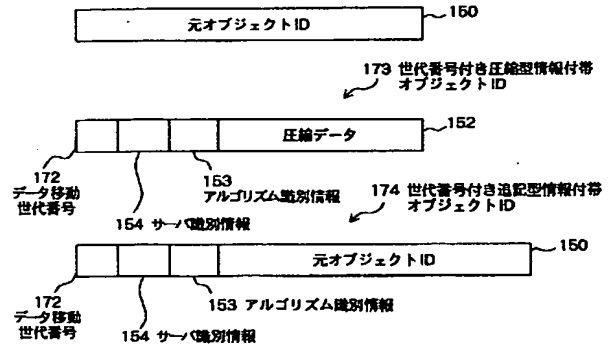 元オブジェクトID
150
173 世代番号付き圧縮型情報付帯
オブジェクトID
圧縮データ
152
172
データ移動
世代番号
153
アルゴリズム識別情報
154 サーバ識別情報
174 世代番号付き追記型情報付帯
オブジェクトID
元オブジェクトID
150
172
データ移動
世代番号
153 アルゴリズム識別情報
154 サーバ識別情報